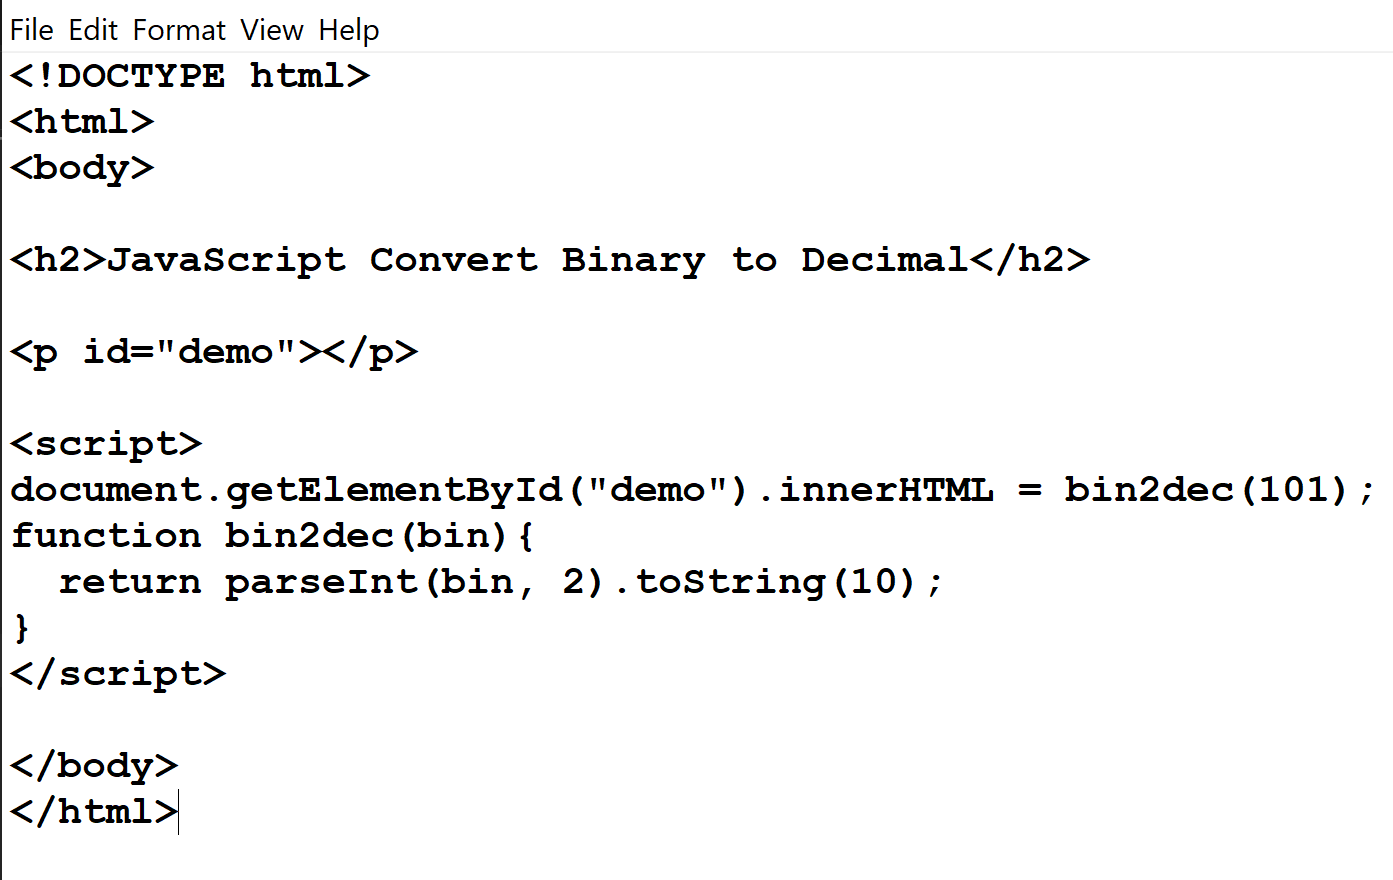 File Edit Format View Help
<!DOCTYPE html>
<html>
<body>
<h2>JavaScript Convert Binary to Decimal</h2>
<p id="demo"></p>
<script>
document.getElementById("demo").innerHTML = bin2dec(101);
function bin2dec(bin){
  return parseInt(bin, 2).toString(10);
}
</script>
</body>
</html>